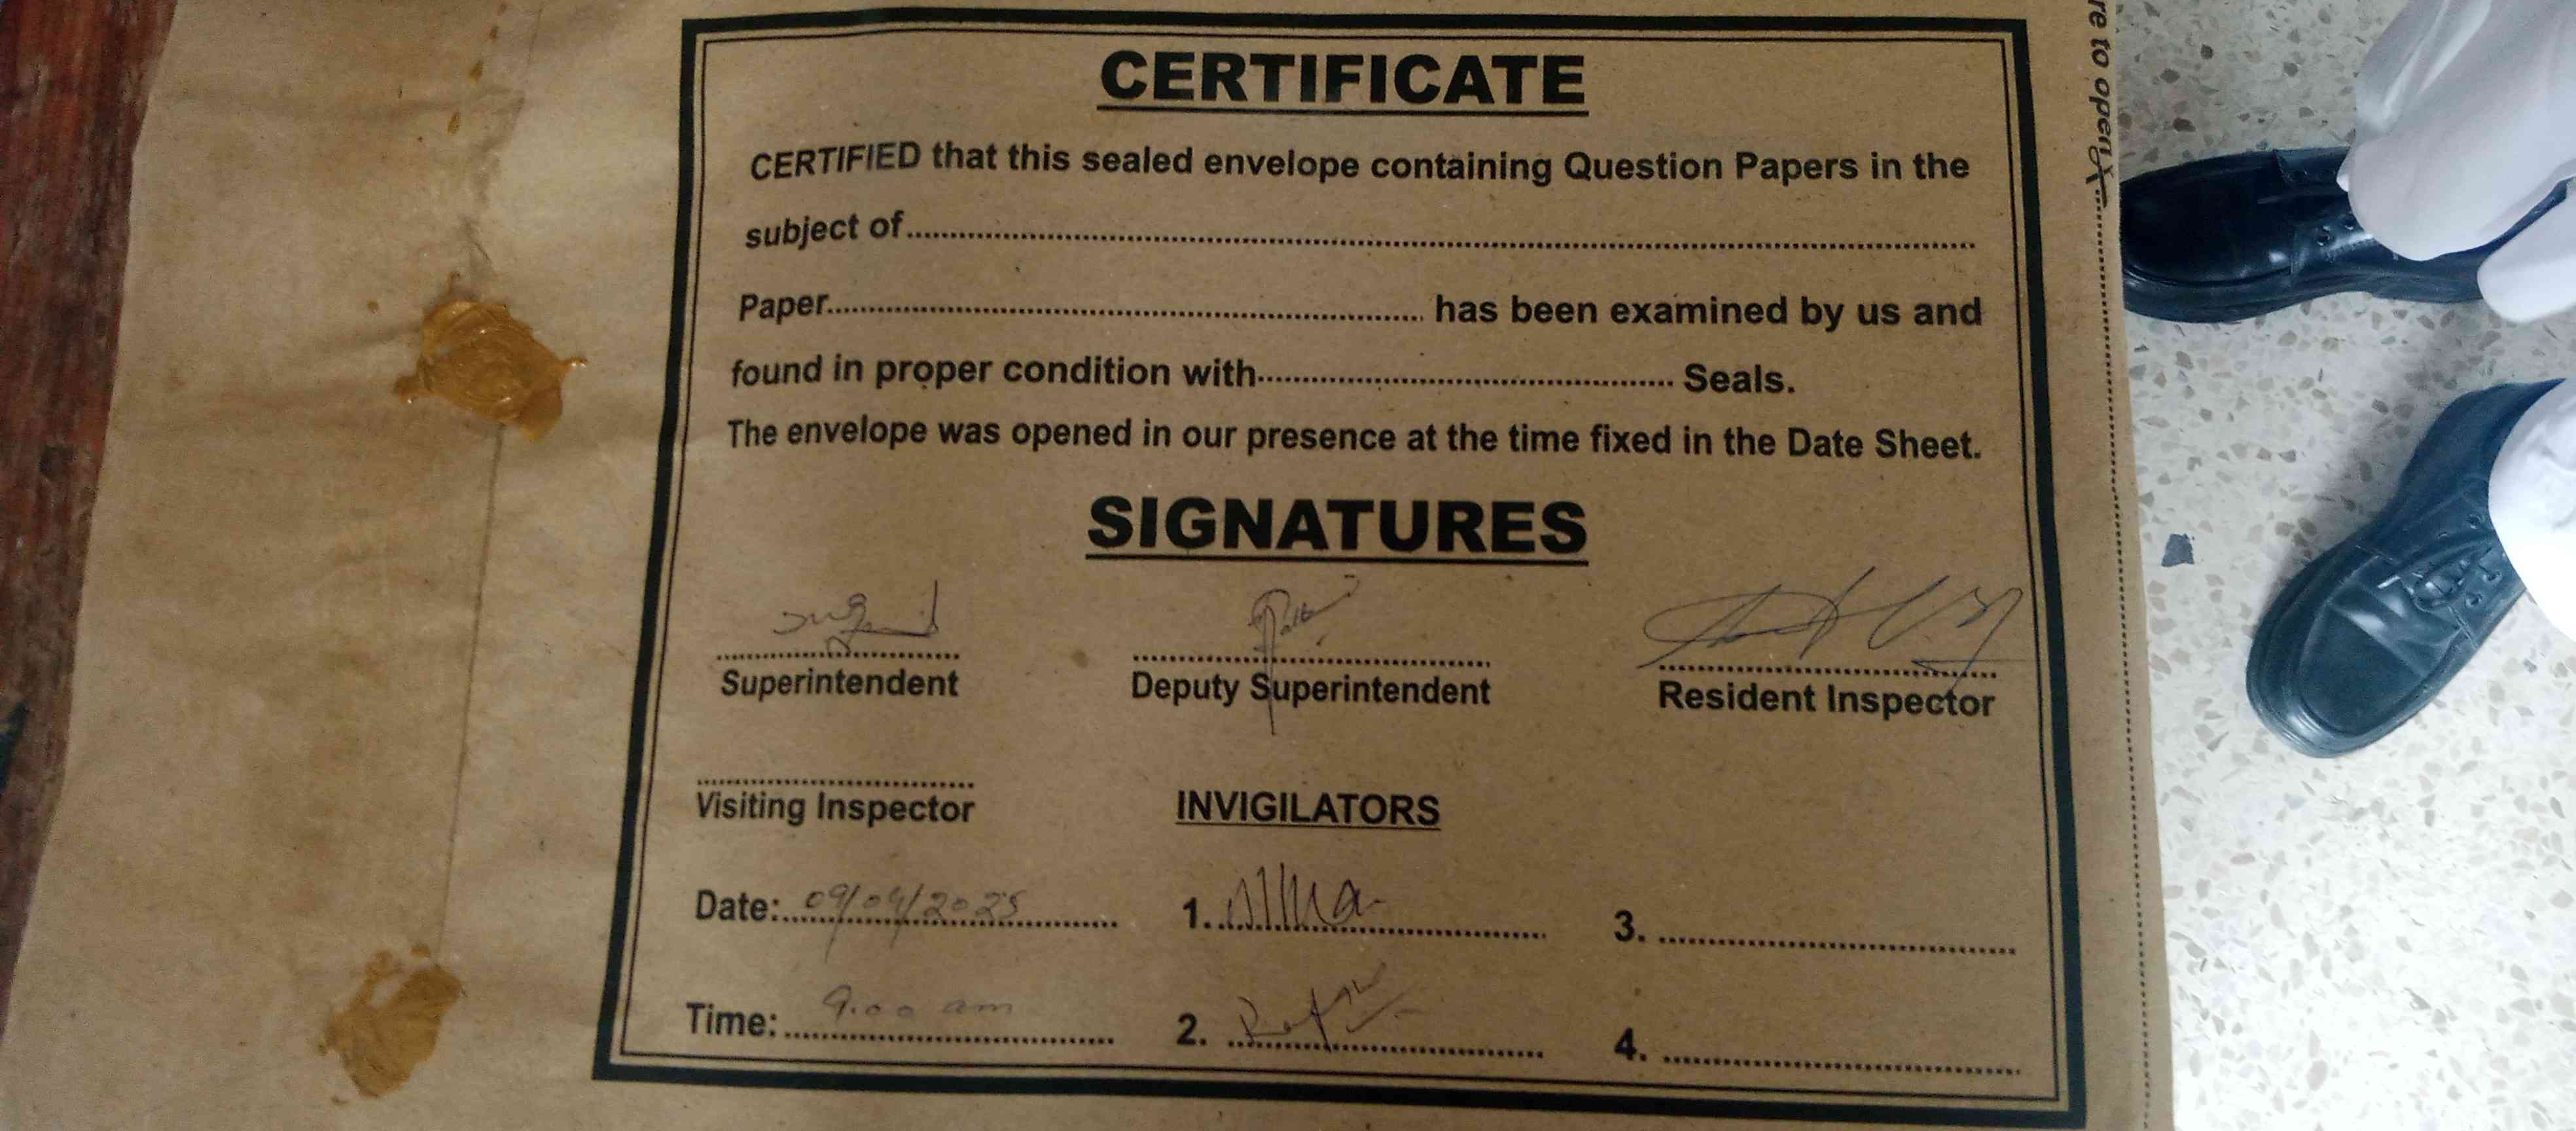 CERTIFICATE
CERTIFIED that this sealed envelope containing Question Papers in the
subject of
Paper has been examined by us and
found in proper condition with Seals.
The envelope was opened in our presence at the time fixed in the Date Sheet.
SIGNATURES
Superintendent Deputy Superintendent Resident Inspector
Visiting Inspector INVIGILATORS
Date: 09/04/2025 1. 3.
Time: 9.00 am 2. 4.
re to open